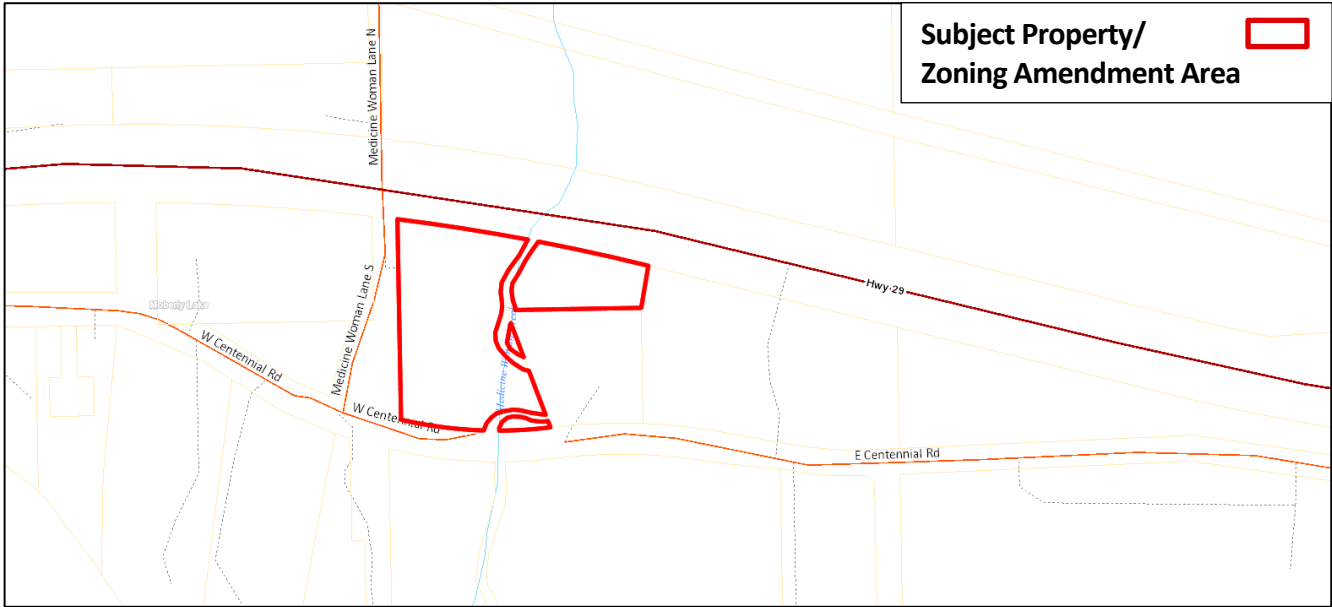 Subject Property/
Zoning Amendment Area
Medicine Woman Lane N
Hwy 29
Moberly Lake
Medicine Woman Lane S
W Centennial Rd
W Centennial Rd
E Centennial Rd